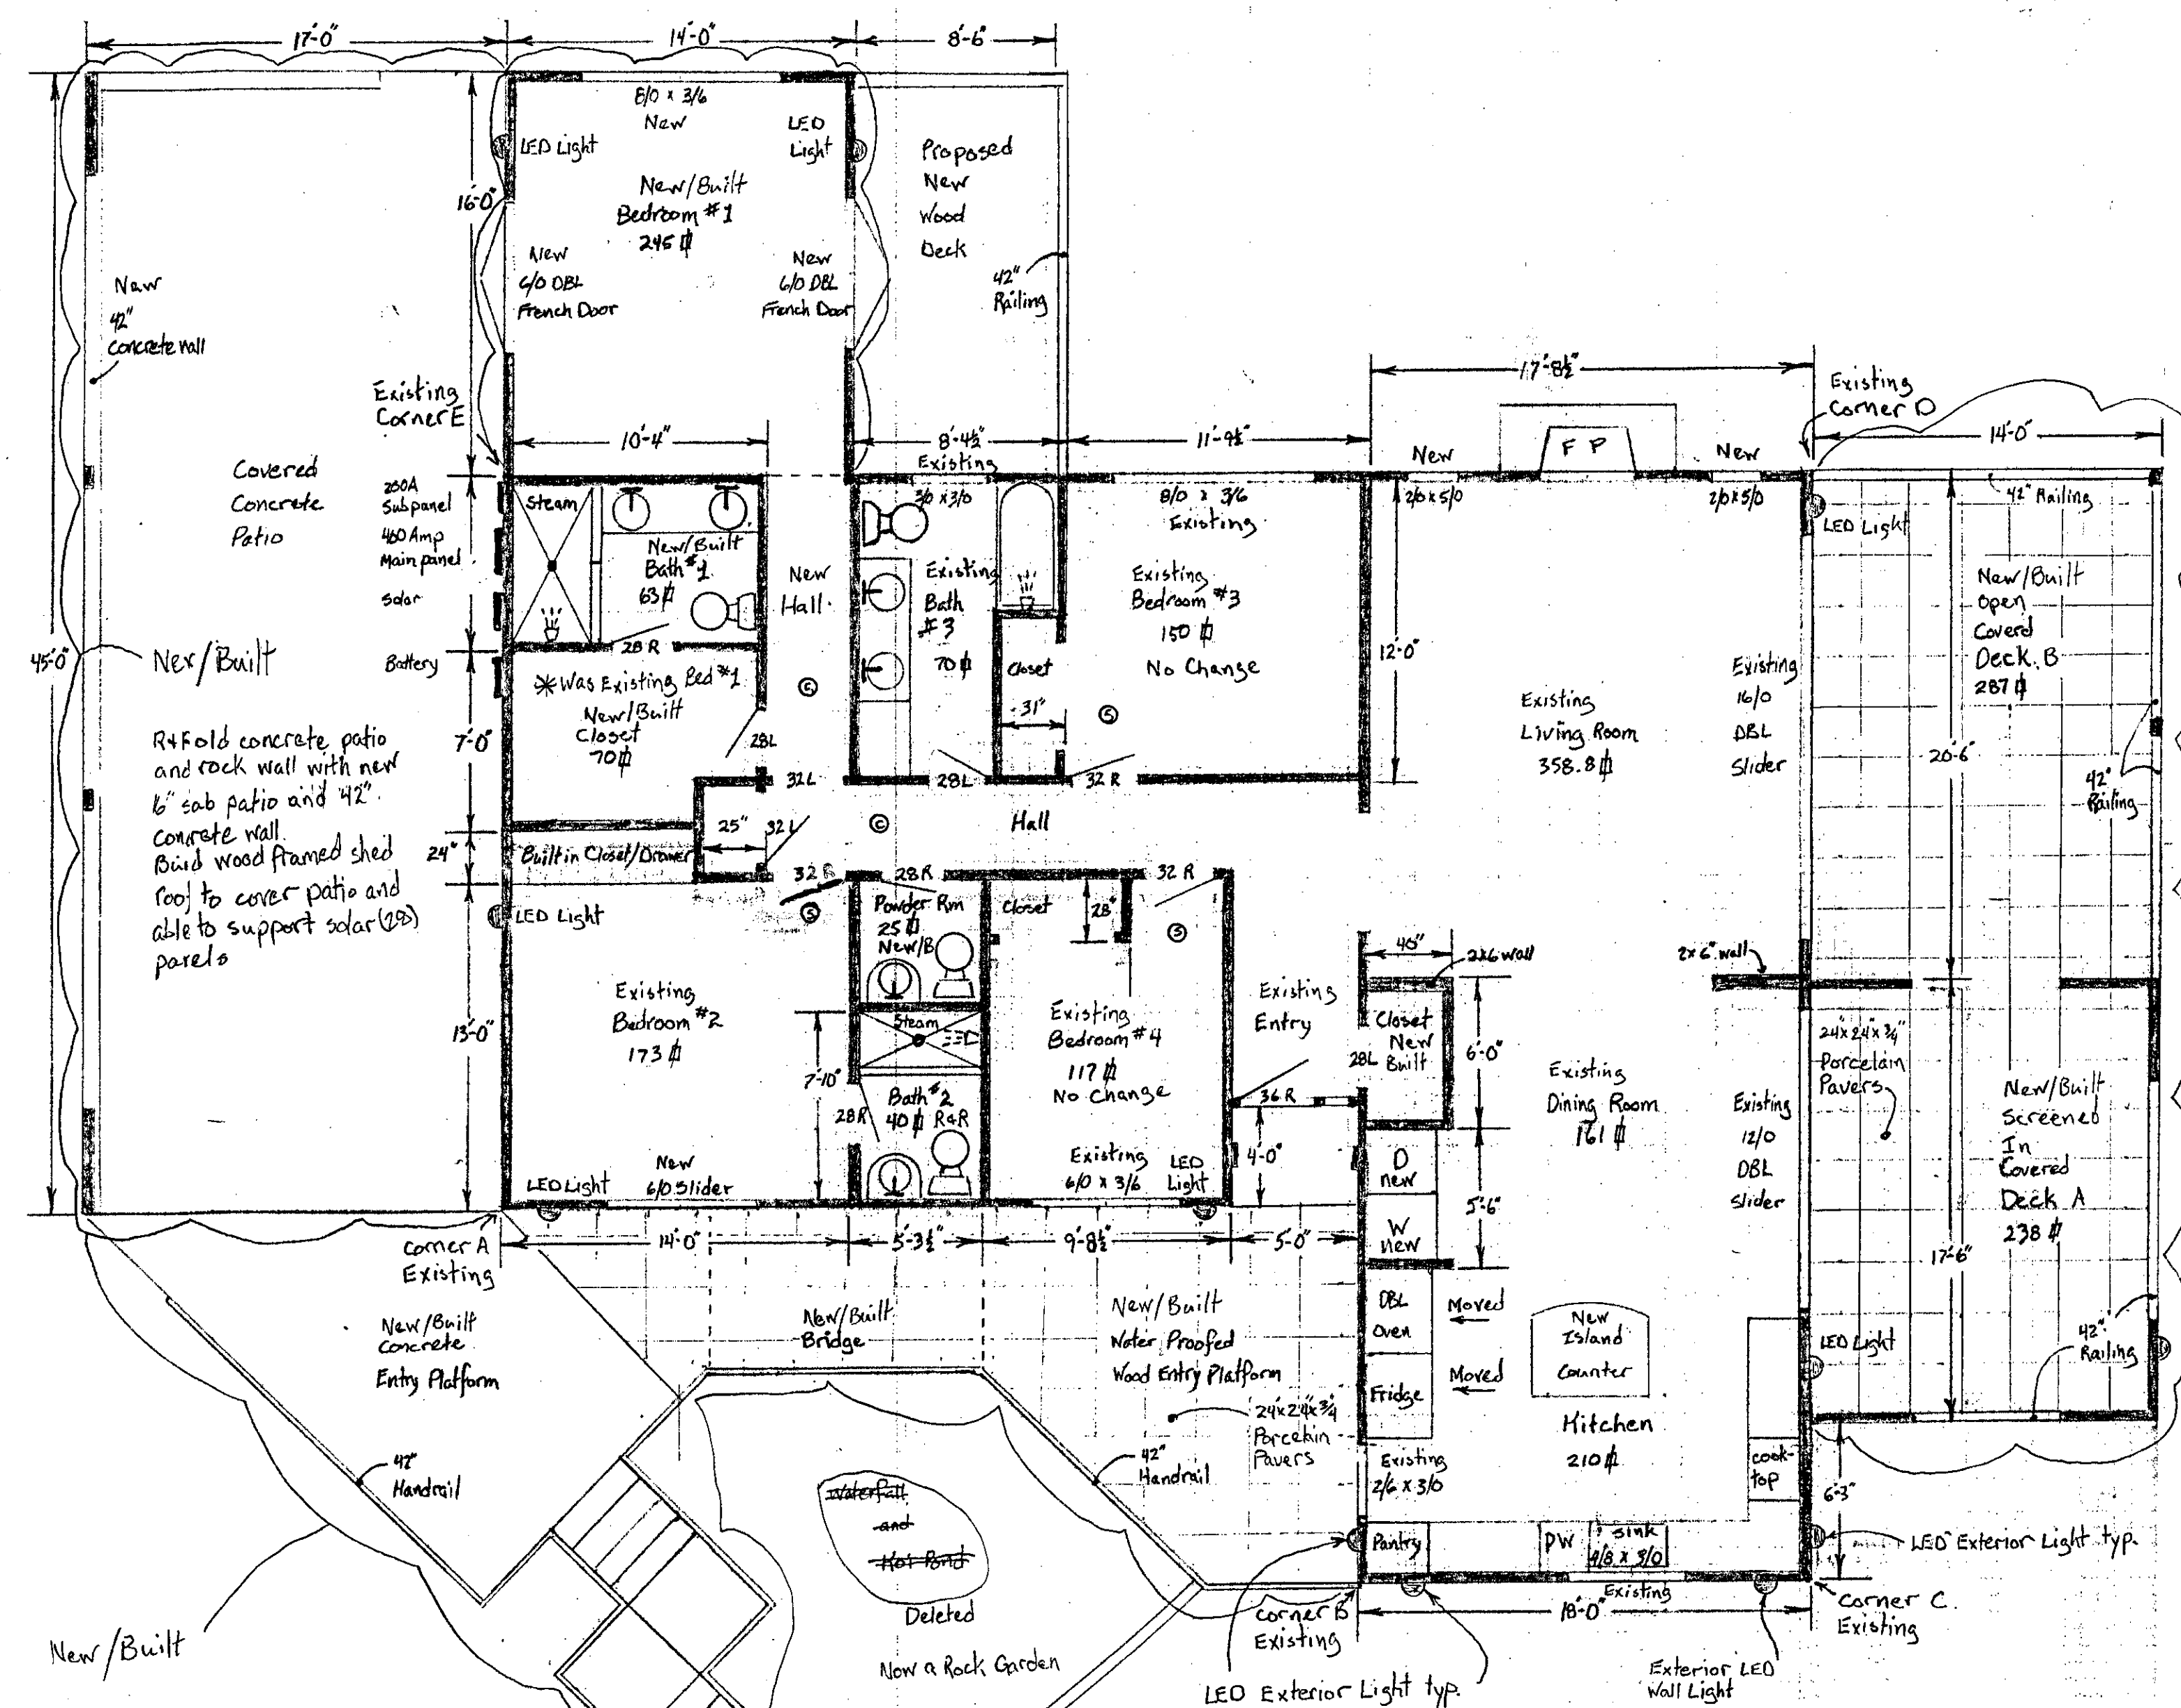 17'-0"
14'-0"
8'-6"
8/0 x 3/6
New
LED Light
LED
Light
New/Built
Bedroom #1
245 ⏍
16'-0"
New
6/0 DBL
French Door
New
6/0 DBL
French Door
Proposed
New
Wood
Deck
42"
Railing
New
42"
Concrete wall
Existing
Corner E
10'-4"
8'-4½"
Existing
11'-9½"
17'-8½"
Existing
Corner D
14'-0"
Covered
Concrete
Patio
200A
Subpanel
400 Amp
Main panel
Solar
Battery
Steam
New/Built
Bath #1
63 ⏍
28 R
New
Hall
3/0 x 3/0
Existing
Bath
#3
70 ⏍
Closet
31"
8/0 x 3/6
Existing
Existing
Bedroom #3
150 ⏍
No Change
New
2/0 x 5/0
F P
New
2/0 x 5/0
12'-0"
LED Light
42" Railing
New/Built
Open
Coverd
Deck B
287 ⏍
Existing
16/0
DBL
Slider
Existing
Living Room
358.8 ⏍
20'-6"
42"
Railing
45'-0"
Nex/Built
*Was Existing Bed #1
New/Built
Closet
70 ⏍
28L
7'-0"
32L
28L
32 R
R+Fold concrete patio
and rock wall with new
6" sab patio and 42"
concrete wall.
Buird wood framed shed
roof to cover patio and
able to support solar (28)
panels
24"
Built in Closet/Drawer
25"
32L
C
Hall
S
S
32 R
28 R
32 R
LED Light
S
Powder Rm
25 ⏍
New/B
Closet
28"
S
40"
2x6 wall
2x6" wall
Existing
Bedroom #2
173 ⏍
13'-0"
7'-10"
Steam
Bath #2
40 ⏍ R&R
28R
Existing
Bedroom #4
117 ⏍
No Change
Existing
Entry
Closet
New
Built
28L
6'-0"
36 R
4'-0"
Existing
Dining Room
161 ⏍
Existing
12/0
DBL
Slider
24"x24"x¾"
Porcelain
Pavers
New/Built
Screened
In
Covered
Deck A
238 ⏍
17'-6"
LED Light
New
6/0 Slider
Existing
6/0 x 3/6
LED
Light
D
new
W
new
5'-6"
14'-0"
5'-3½"
9'-8½"
5'-0"
Corner A
Existing
New/Built
Concrete
Entry Platform
New/Built
Bridge
New/Built
Water Proofed
Wood Entry Platform
24"x24"x¾
Porcelain
Pavers
DBL
Oven
Moved
Fridge
Moved
New
Island
Counter
Kitchen
210 ⏍
LED Light
42"
Railing
42"
Handrail
42"
Handrail
Existing
2/6 x 3/0
cook-
top
6'-3"
Waterfall
and
Koi Pond
Deleted
Now a Rock Garden
Pantry
DW
sink
4/8 x 3/0
Existing
LED Exterior Light typ.
Corner B
Existing
18'-0"
Corner C
Existing
New/Built
LED Exterior Light typ.
Exterior LED
Wall Light